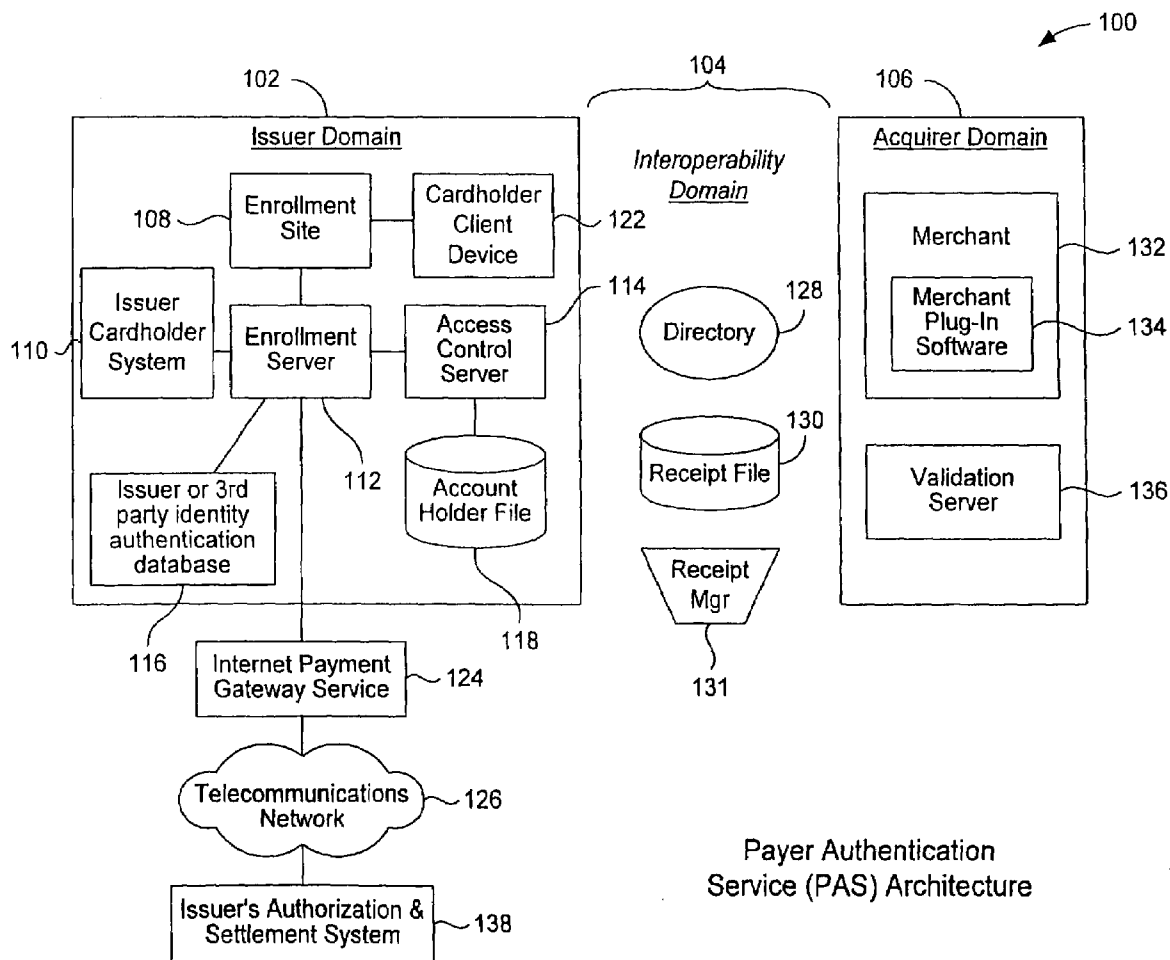 100
102
104
106
Issuer Domain
Interoperability
Domain
Acquirer Domain
108
Enrollment
Site
Cardholder
Client
Device
122
Merchant
132
Merchant
Plug-In
Software
134
110
Issuer
Cardholder
System
Enrollment
Server
112
114
Access
Control
Server
Directory
128
Issuer or 3rd
party identity
authentication
database
116
Account
Holder File
118
Receipt File
130
Validation
Server
136
Receipt
Mgr
131
Internet Payment
Gateway Service
124
Telecommunications
Network
126
Issuer's Authorization &
Settlement System
138
Payer Authentication
Service (PAS) Architecture